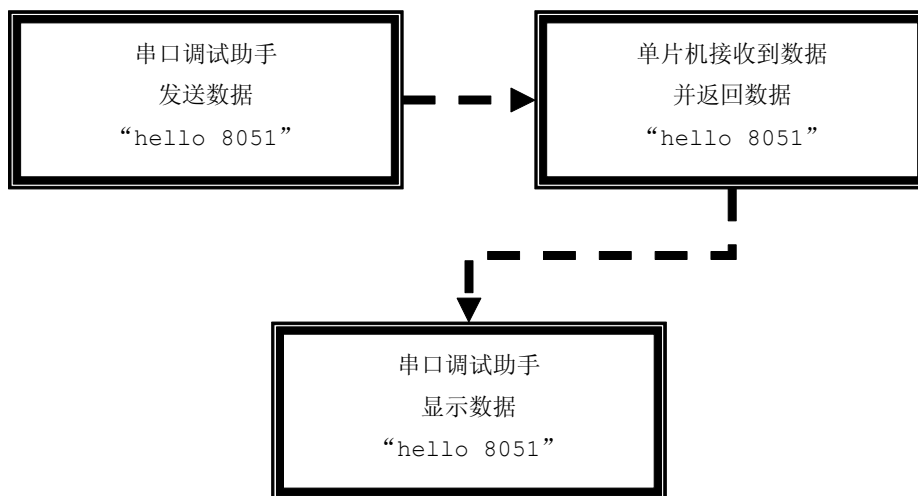 串口调试助手
发送数据
“hello 8051”
单片机接收到数据
并返回数据
“hello 8051”
串口调试助手
显示数据
“hello 8051”